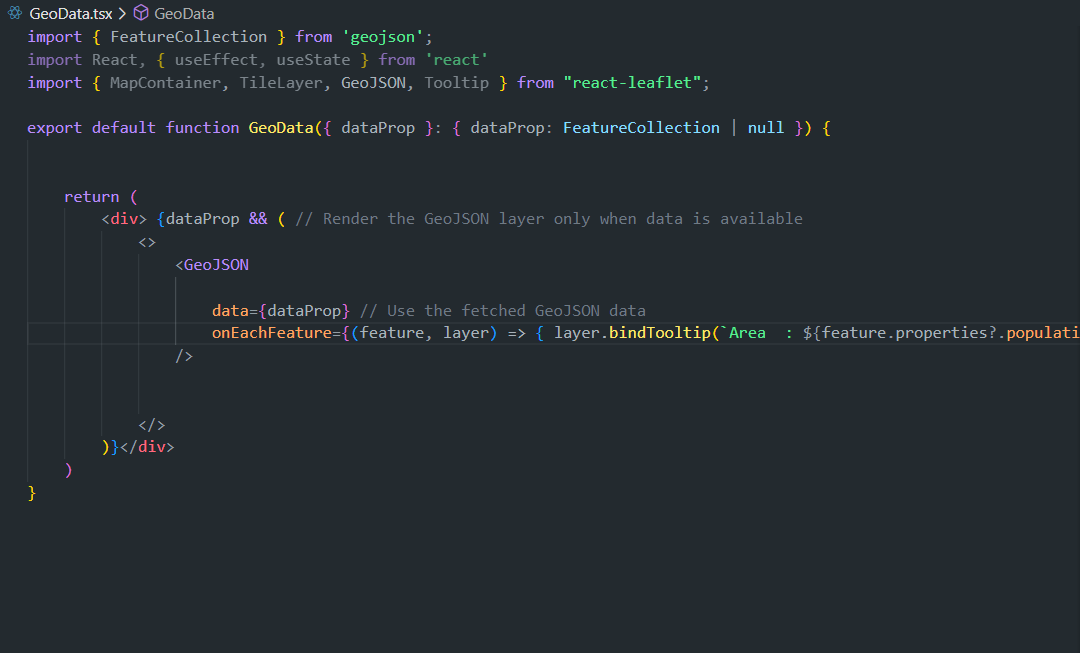 GeoData.tsx > GeoData
import { FeatureCollection } from 'geojson';
import React, { useEffect, useState } from 'react'
import { MapContainer, TileLayer, GeoJSON, Tooltip } from "react-leaflet";
export default function GeoData({ dataProp }: { dataProp: FeatureCollection | null }) {
return (
<div> {dataProp && ( // Render the GeoJSON layer only when data is available
<>
<GeoJSON
data={dataProp} // Use the fetched GeoJSON data
onEachFeature={(feature, layer) => { layer.bindTooltip(`Area  : ${feature.properties?.populati
/>
</>
)}</div>
)
}